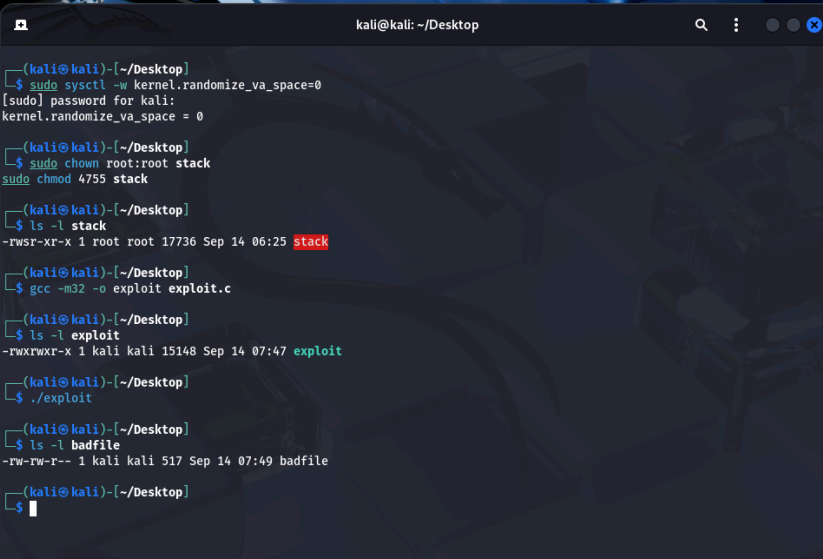 kali@kali: ~/Desktop
┌──(kali㉿kali)-[~/Desktop]
└─$ sudo sysctl -w kernel.randomize_va_space=0
[sudo] password for kali:
kernel.randomize_va_space = 0
┌──(kali㉿kali)-[~/Desktop]
└─$ sudo chown root:root stack
sudo chmod 4755 stack
┌──(kali㉿kali)-[~/Desktop]
└─$ ls -l stack
-rwsr-xr-x 1 root root 17736 Sep 14 06:25 stack
┌──(kali㉿kali)-[~/Desktop]
└─$ gcc -m32 -o exploit exploit.c
┌──(kali㉿kali)-[~/Desktop]
└─$ ls -l exploit
-rwxrwxr-x 1 kali kali 15148 Sep 14 07:47 exploit
┌──(kali㉿kali)-[~/Desktop]
└─$ ./exploit
┌──(kali㉿kali)-[~/Desktop]
└─$ ls -l badfile
-rw-rw-r-- 1 kali kali 517 Sep 14 07:49 badfile
┌──(kali㉿kali)-[~/Desktop]
└─$